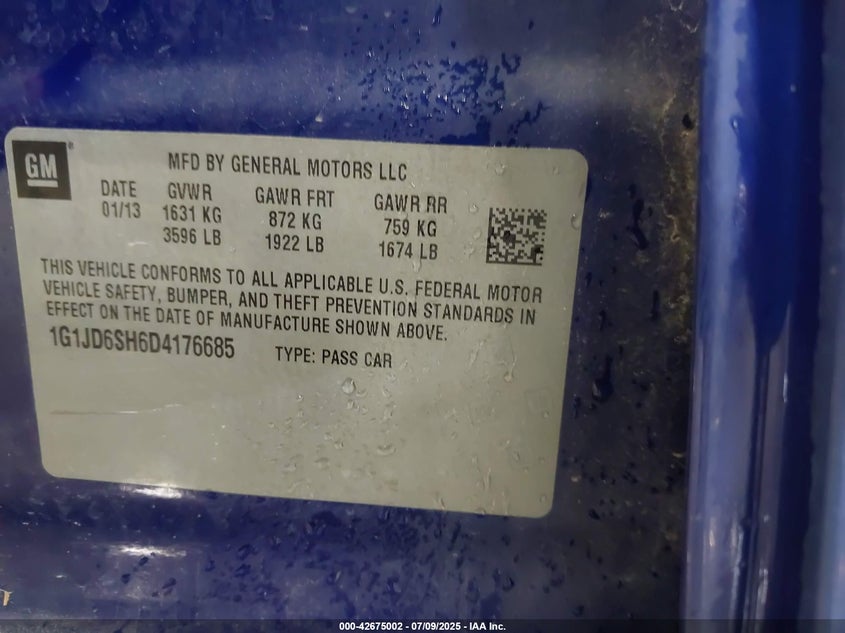 GM®
MFD BY GENERAL MOTORS LLC
DATE GVWR GAWR FRT GAWR RR
01/13 1631 KG 872 KG 759 KG
3596 LB 1922 LB 1674 LB
THIS VEHICLE CONFORMS TO ALL APPLICABLE U.S. FEDERAL MOTOR
VEHICLE SAFETY, BUMPER, AND THEFT PREVENTION STANDARDS IN
EFFECT ON THE DATE OF MANUFACTURE SHOWN ABOVE.
1G1JD6SH6D4176685 TYPE: PASS CAR
000-42675002 - 07/09/2025 - IAA Inc.